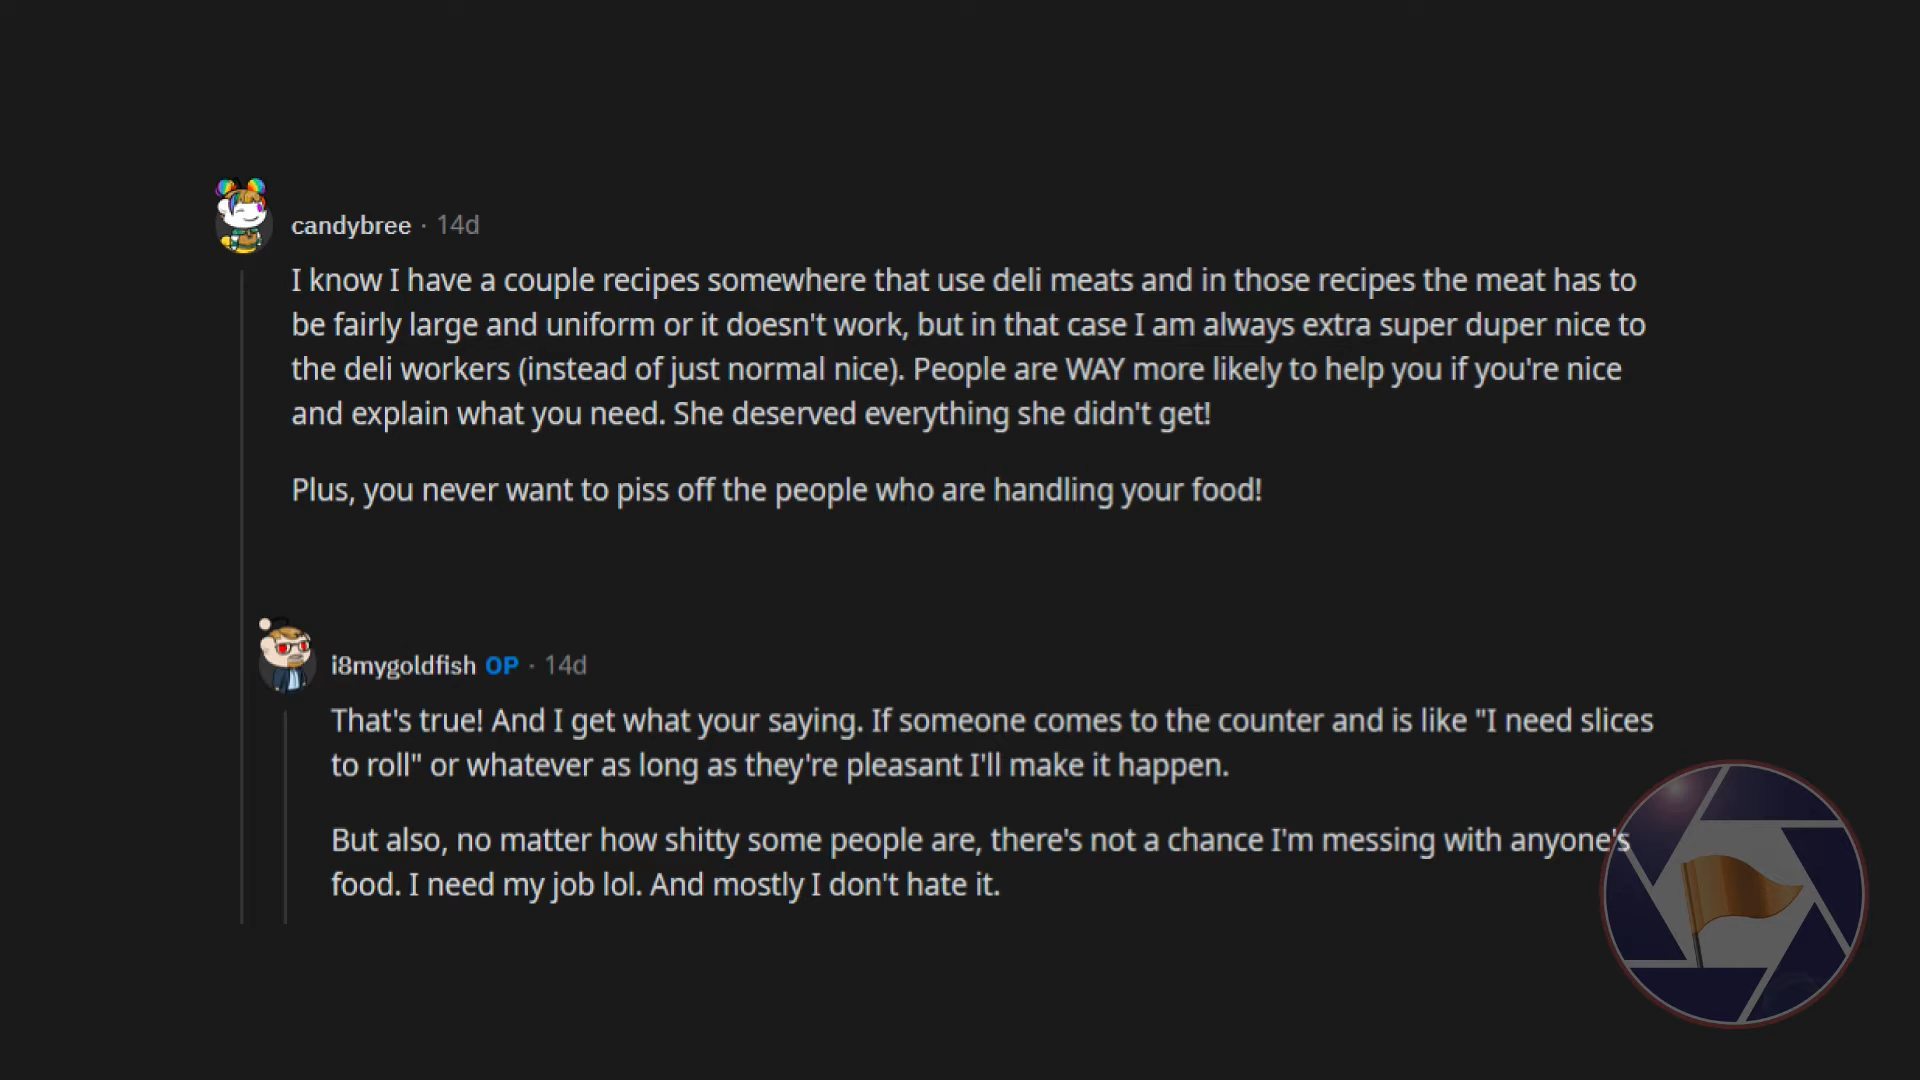 candybree · 14d
I know I have a couple recipes somewhere that use deli meats and in those recipes the meat has to
be fairly large and uniform or it doesn't work, but in that case I am always extra super duper nice to
the deli workers (instead of just normal nice). People are WAY more likely to help you if you're nice
and explain what you need. She deserved everything she didn't get!
Plus, you never want to piss off the people who are handling your food!
i8mygoldfish OP · 14d
That's true! And I get what your saying. If someone comes to the counter and is like "I need slices
to roll" or whatever as long as they're pleasant I'll make it happen.
But also, no matter how shitty some people are, there's not a chance I'm messing with anyone's
food. I need my job lol. And mostly I don't hate it.